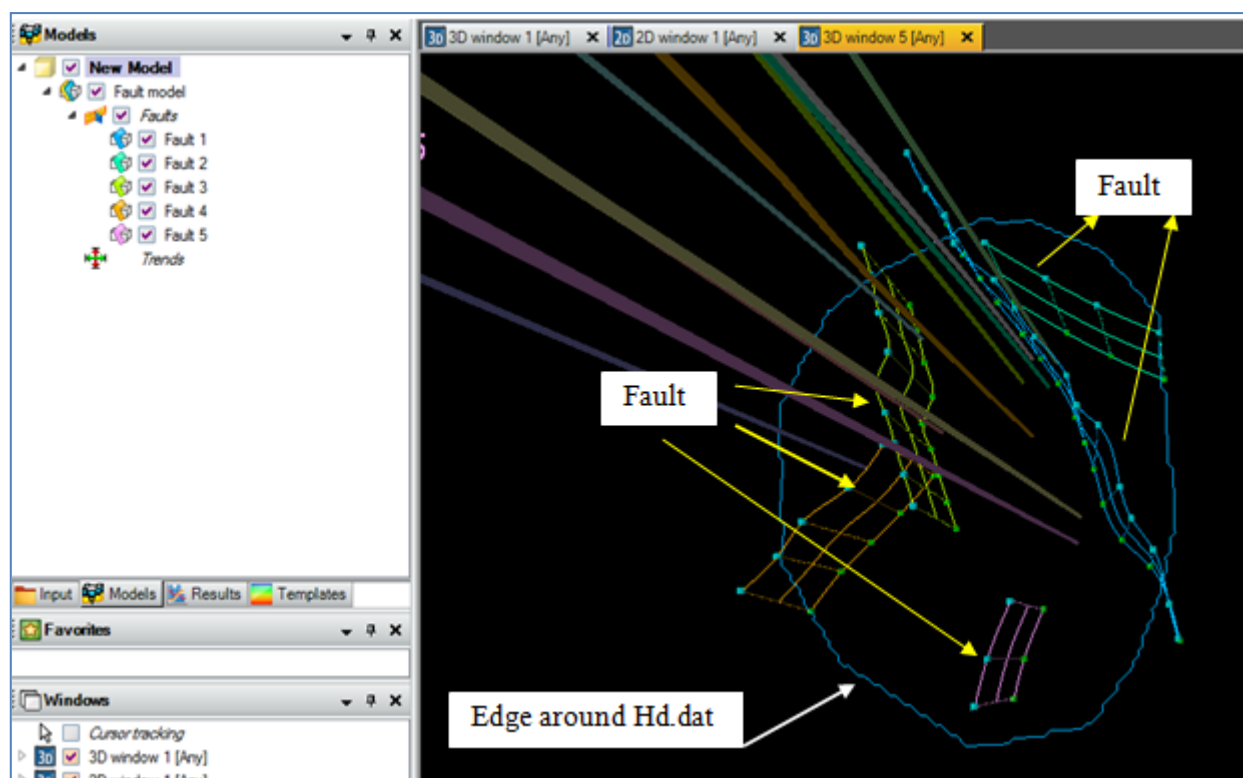 Models
3D window 1 [Any]
2D window 1 [Any]
3D window 5 [Any]
New Model
Fault model
Faults
Fault 1
Fault 2
Fault 3
Fault 4
Fault 5
Trends
Fault
Fault
Edge around Hd.dat
Input Models Results Templates
Favorites
Windows
Cursor tracking
3D 3D window 1 [Any]